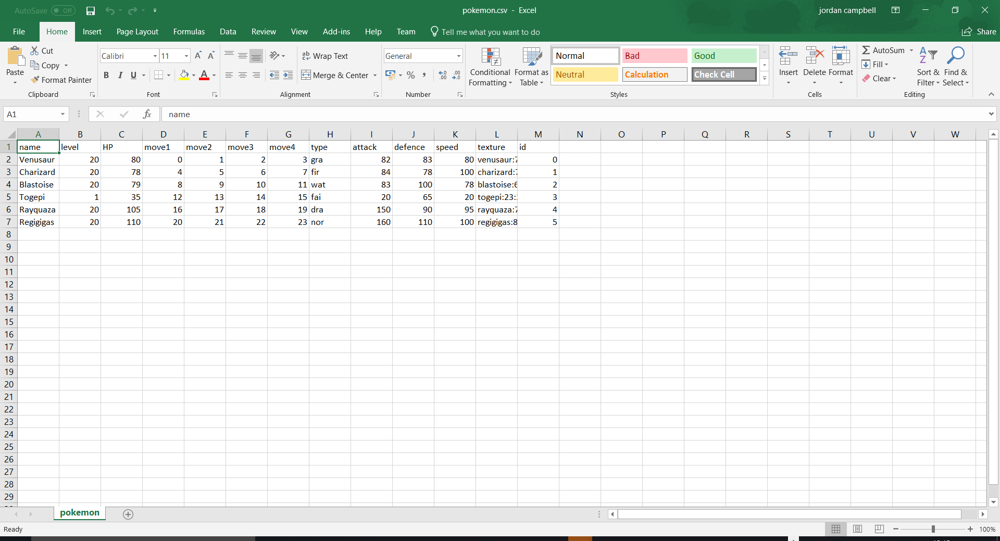 AutoSave Off
pokemon.csv - Excel
jordan campbell
File Home Insert Page Layout Formulas Data Review View Add-ins Help Team Tell me what you want to do Share
Paste
Cut
Copy
Format Painter
Clipboard
Calibri 11
B I U
Font
Wrap Text
Merge & Center
Alignment
General
Number
Conditional Formatting
Format as Table
Normal Bad Good
Neutral Calculation Check Cell
Styles
Insert Delete Format
Cells
AutoSum
Fill
Clear
Sort & Filter
Find & Select
Editing
A1 fx name
A B C D E F G H I J K L M N O P Q R S T U V W
1 name level HP move1 move2 move3 move4 type attack defence speed texture id
2 Venusaur 20 80 0 1 2 3 gra 82 83 80 venusaur:7 0
3 Charizard 20 78 4 5 6 7 fir 84 78 100 charizard: 1
4 Blastoise 20 79 8 9 10 11 wat 83 100 78 blastoise:6 2
5 Togepi 1 35 12 13 14 15 fai 20 65 20 togepi:23: 3
6 Rayquaza 20 105 16 17 18 19 dra 150 90 95 rayquaza:7 4
7 Regigigas 20 110 20 21 22 23 nor 160 110 100 regigigas:8 5
8
9
10
11
12
13
14
15
16
17
18
19
20
21
22
23
24
25
26
27
28
29
pokemon
Ready
100%